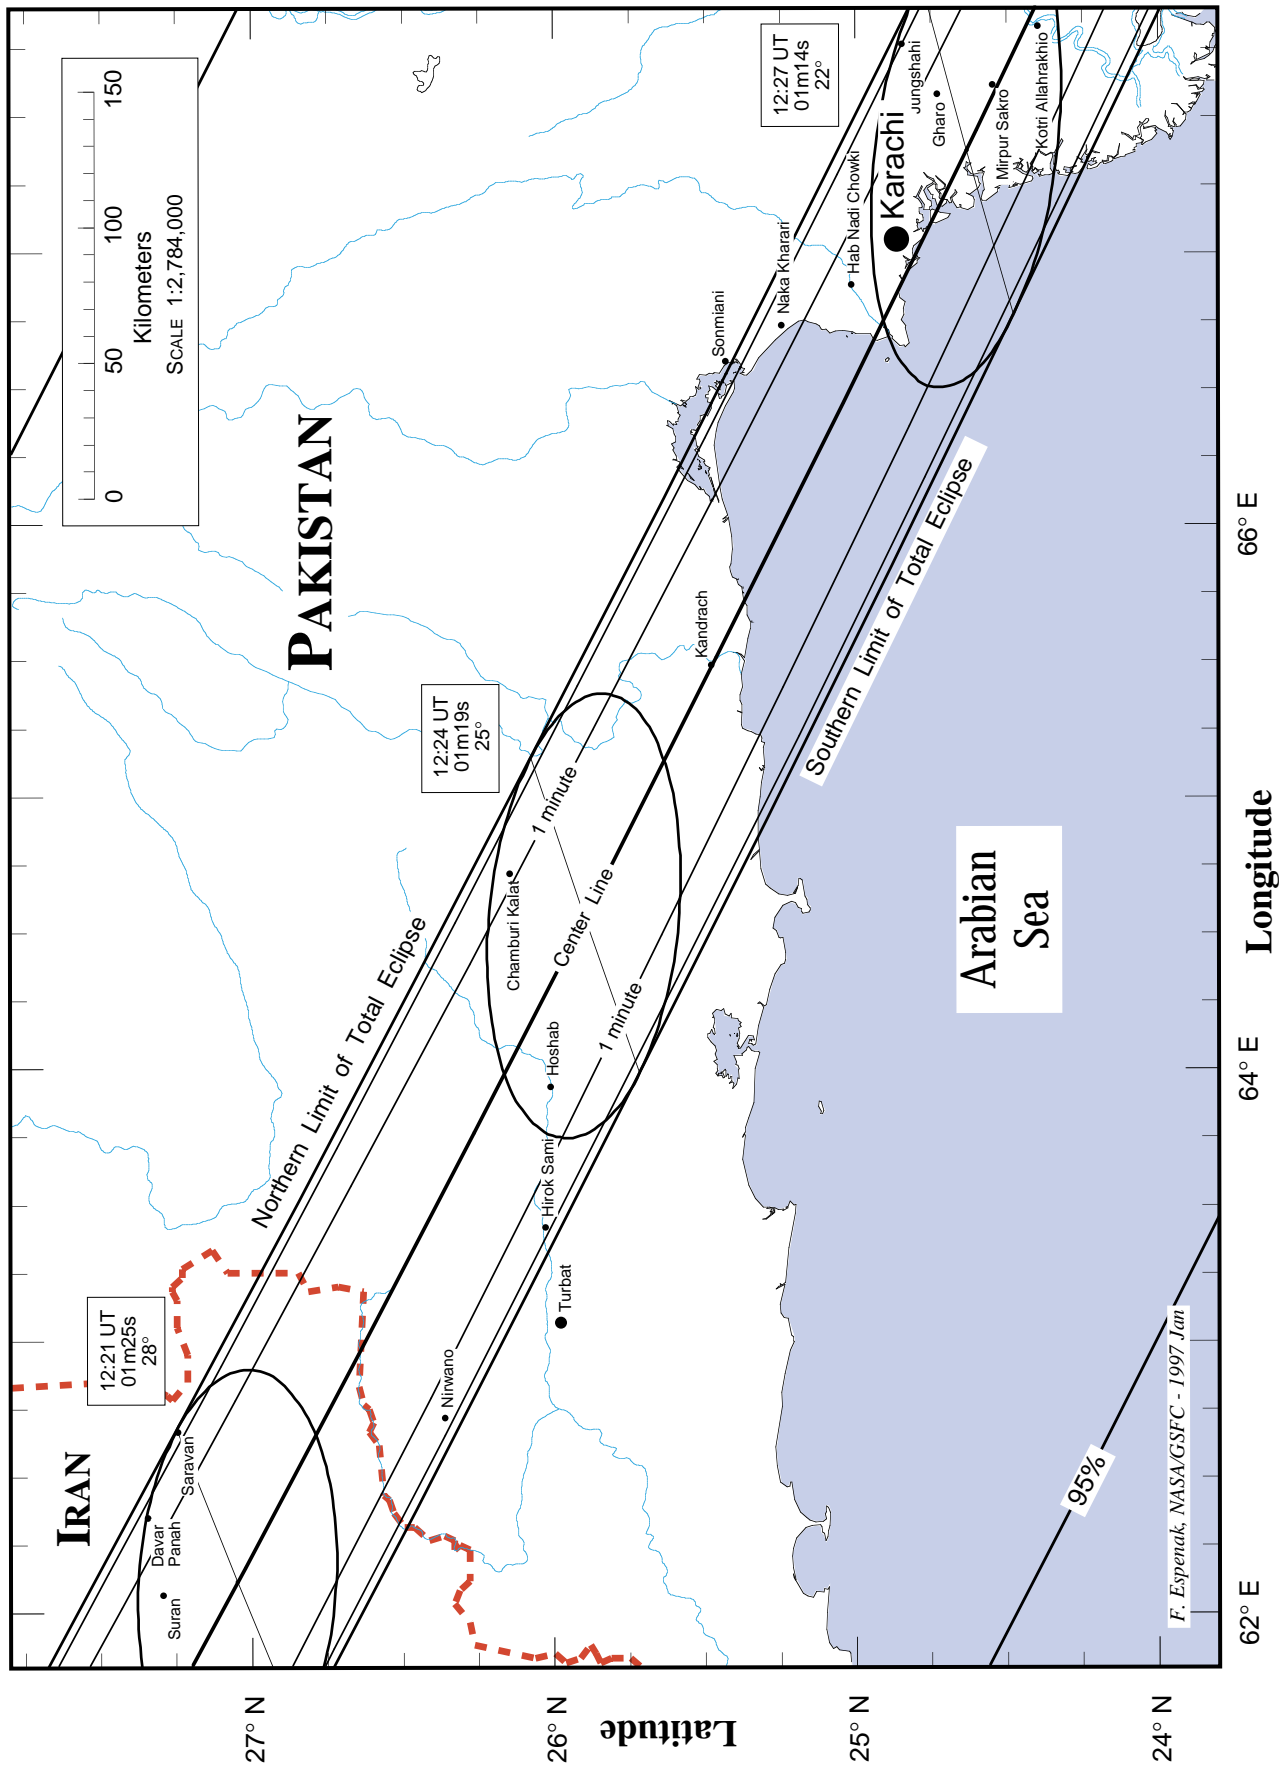 IRAN
PAKISTAN
Arabian
Sea
0 50 100 150
Kilometers
SCALE 1:2,784,000
12:21 UT
01m25s
28°
12:24 UT
01m19s
25°
12:27 UT
01m14s
22°
Northern Limit of Total Eclipse
Center Line
1 minute
1 minute
Southern Limit of Total Eclipse
95%
Suran
Davar
Panah
Saravan
Nirwano
Turbat
Hirok Sami
Hoshab
Chamburi Kalat
Kandrach
Sonmiani
Naka Kharari
Hab Nadi Chowki
Karachi
Jungshahi
Gharo
Mirpur Sakro
Kotri Allahrakhio
F. Espenak, NASA/GSFC - 1997 Jan
27° N
26° N
25° N
24° N
Latitude
62° E
64° E
66° E
Longitude